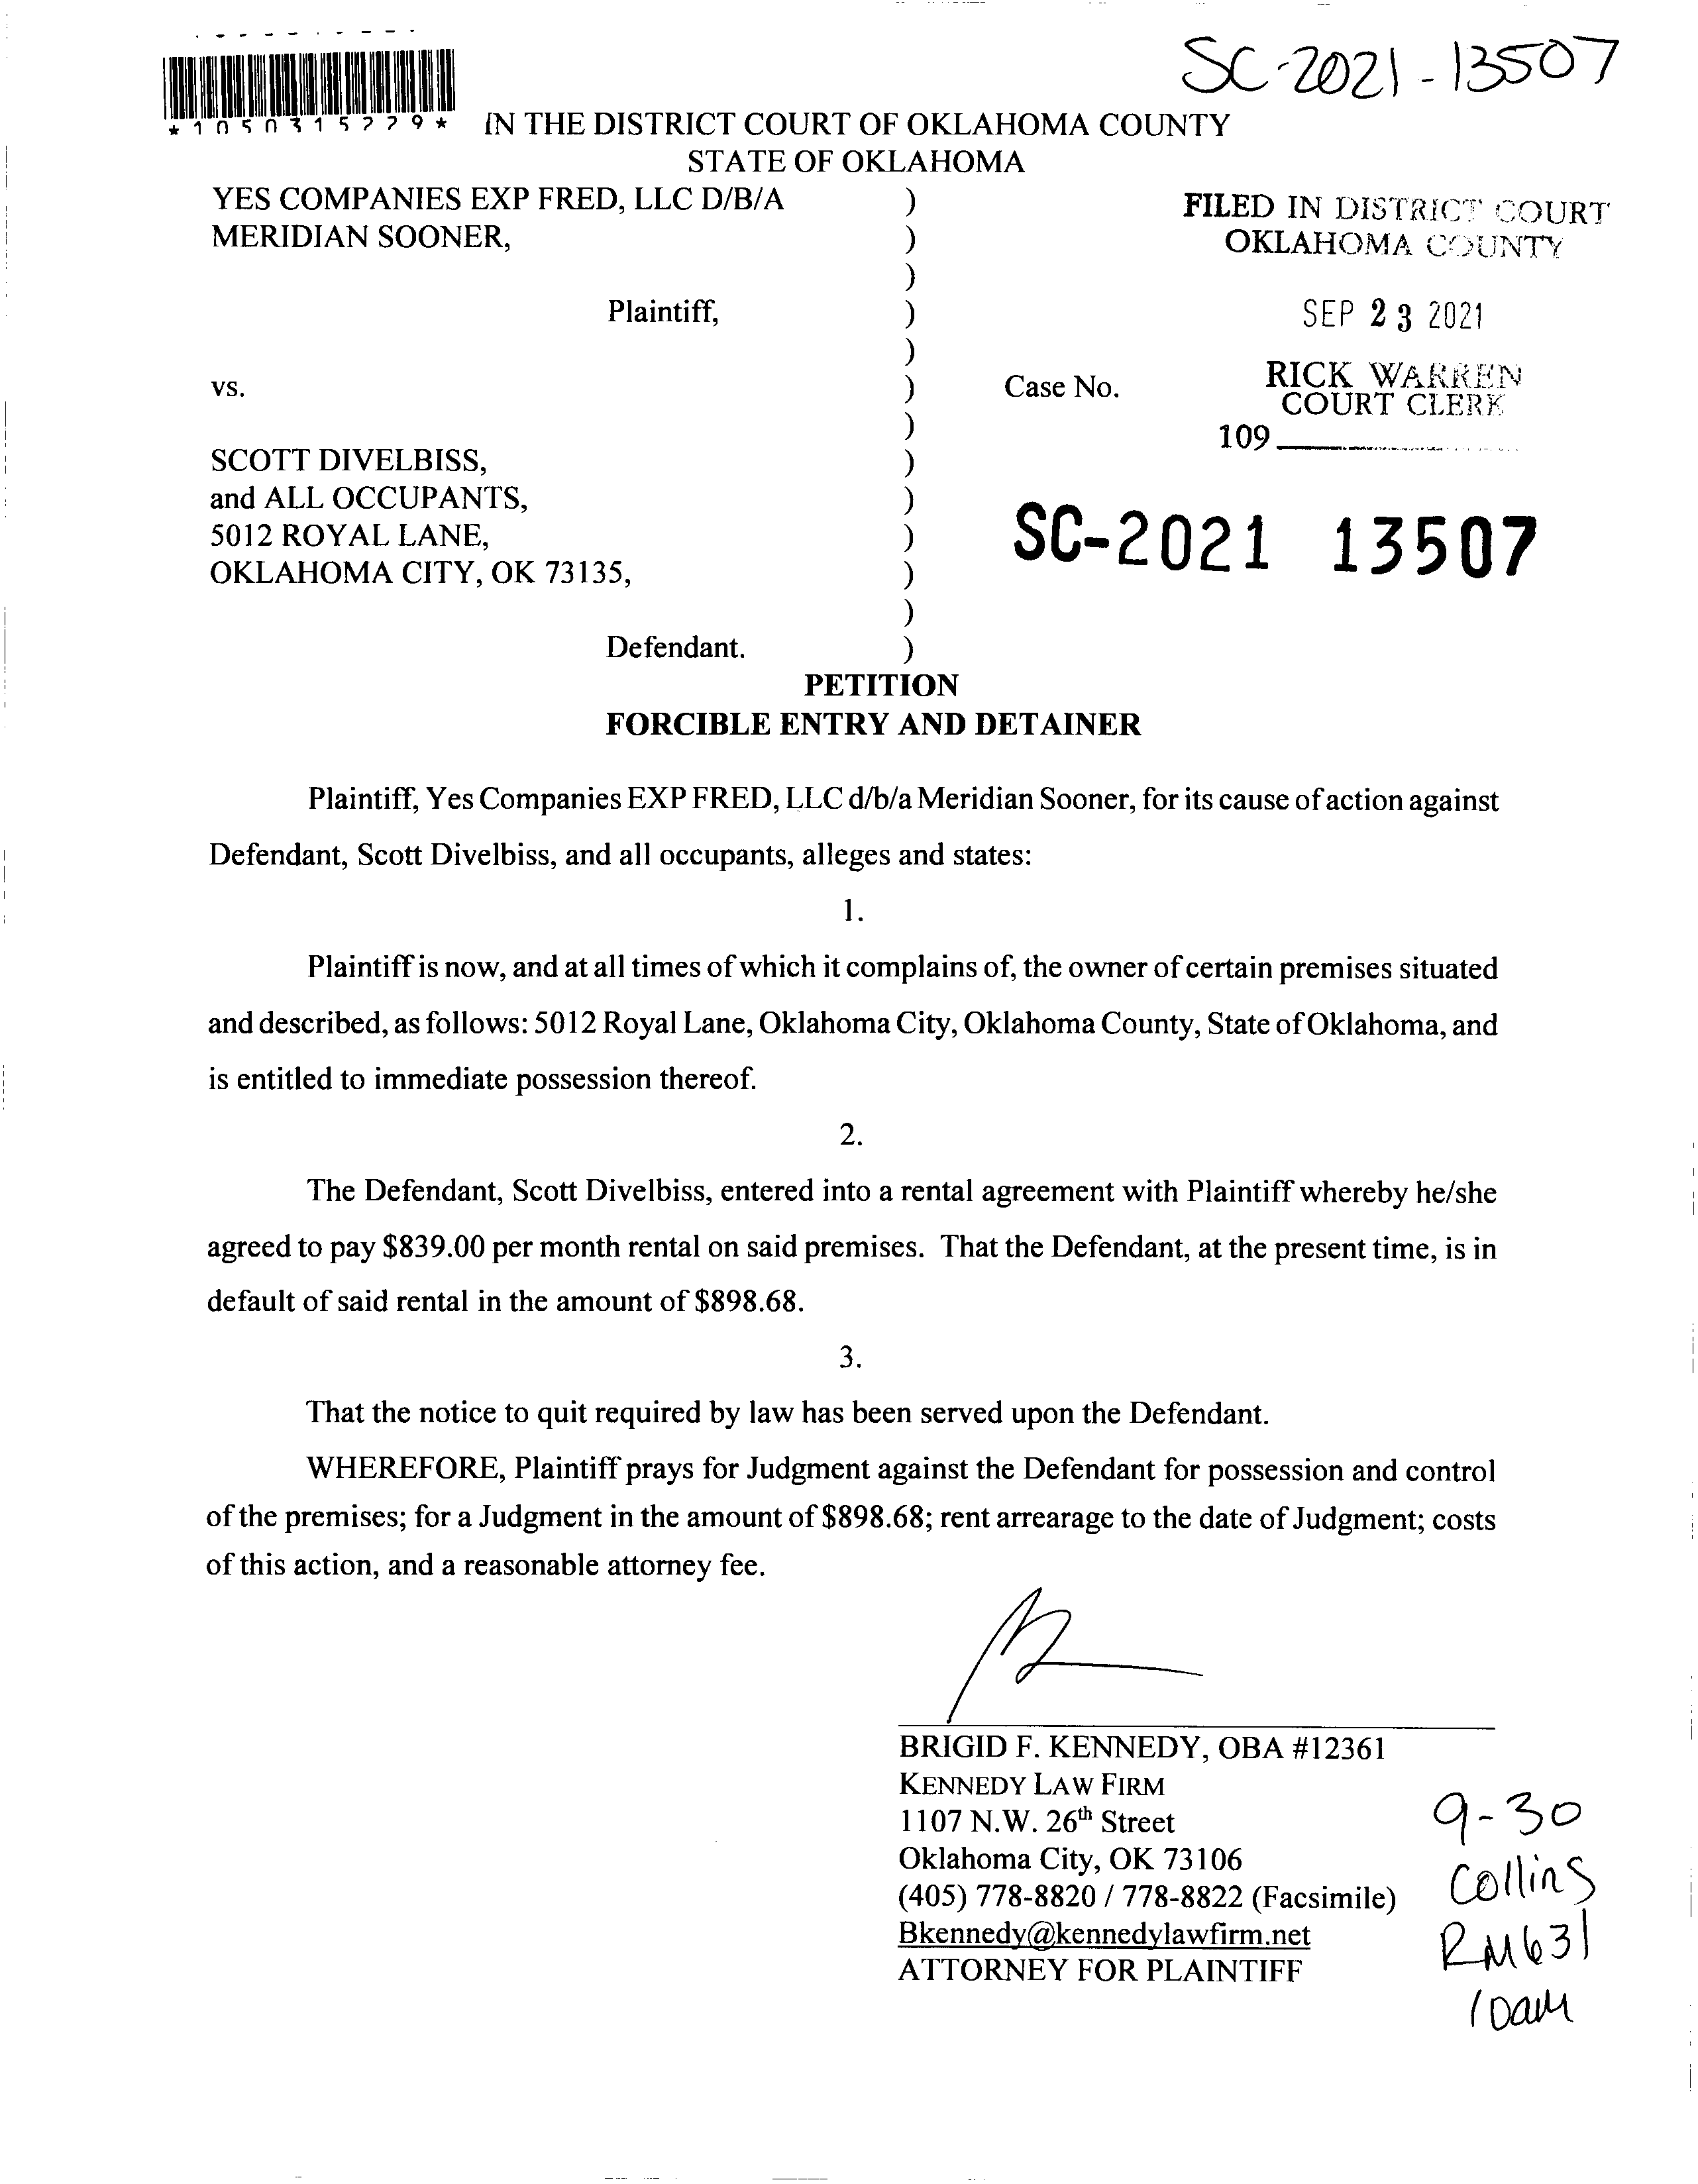 SC-2021-13507
*1050315229*
IN THE DISTRICT COURT OF OKLAHOMA COUNTY
STATE OF OKLAHOMA
YES COMPANIES EXP FRED, LLC D/B/A )
MERIDIAN SOONER, )
)
Plaintiff, )
)
vs. ) Case No.
)
SCOTT DIVELBISS, )
and ALL OCCUPANTS, )
5012 ROYAL LANE, )
OKLAHOMA CITY, OK 73135, )
)
Defendant. )
FILED IN DISTRICT COURT
OKLAHOMA COUNTY
SEP 23 2021
RICK WARREN
COURT CLERK
109
SC-2021 13507
PETITION
FORCIBLE ENTRY AND DETAINER
Plaintiff, Yes Companies EXP FRED, LLC d/b/a Meridian Sooner, for its cause of action against
Defendant, Scott Divelbiss, and all occupants, alleges and states:
1.
Plaintiff is now, and at all times of which it complains of, the owner of certain premises situated
and described, as follows: 5012 Royal Lane, Oklahoma City, Oklahoma County, State of Oklahoma, and
is entitled to immediate possession thereof.
2.
The Defendant, Scott Divelbiss, entered into a rental agreement with Plaintiff whereby he/she
agreed to pay $839.00 per month rental on said premises. That the Defendant, at the present time, is in
default of said rental in the amount of $898.68.
3.
That the notice to quit required by law has been served upon the Defendant.
WHEREFORE, Plaintiff prays for Judgment against the Defendant for possession and control
of the premises; for a Judgment in the amount of $898.68; rent arrearage to the date of Judgment; costs
of this action, and a reasonable attorney fee.
BRIGID F. KENNEDY, OBA #12361
KENNEDY LAW FIRM
1107 N.W. 26th Street
Oklahoma City, OK 73106
(405) 778-8820 / 778-8822 (Facsimile)
Bkennedy@kennedylawfirm.net
ATTORNEY FOR PLAINTIFF
9-30
Collins
RM631
10am